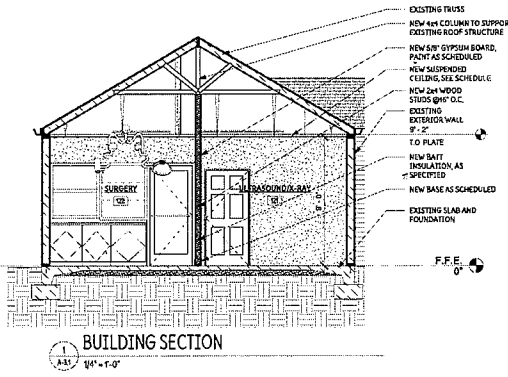 EXISTING TRUSS
NEW 4x4 COLUMN TO SUPPOR
EXISTING ROOF STRUCTURE
NEW 5/8" GYPSUM BOARD,
PAINT AS SCHEDULED
NEW SUSPENDED
CEILING, SEE SCHEDULE
NEW 2x4 WOOD
STUDS @16" O.C.
EXISTING
EXTERIOR WALL
9' - 2"
T.O PLATE
NEW BATT
INSULATION, AS
SPECIFIED
NEW BASE AS SCHEDULED
EXISTING SLAB AND
FOUNDATION
F.F.E.
0"
SURGERY
122
ULTRASOUND/X-RAY
121
1
A-3.1
BUILDING SECTION
1/4" = 1'-0"